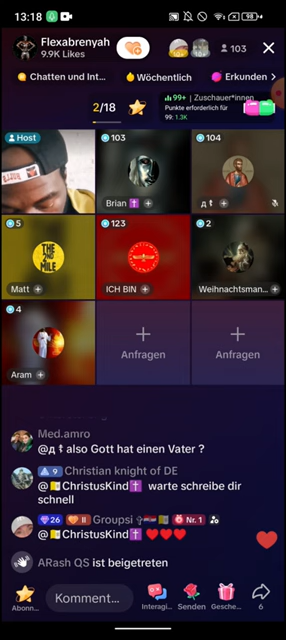 13:18
98
Flexabrenyah
9.9K Likes
103
Chatten und Int...
Wöchentlich
Erkunden
2/18
99+ | Zuschauer*innen
Punkte erforderlich für
99: 1.3K
Host
103
104
Brian
д
5
123
2
THE 2ND MILE
Matt
ICH BIN
Weihnachtsman...
4
Aram
Anfragen
Anfragen
Med.amro
@д☦ also Gott hat einen Vater ?
9 Christian knight of DE
@🇻🇦ChristusKind✝️ warte schreibe dir
schnell
26 II Groupsi Nr. 1
@🇻🇦ChristusKind✝️ ❤️❤️❤️
ARash QS ist beigetreten
Abonn...
Komment...
Interagi...
Senden
Gesche...
6